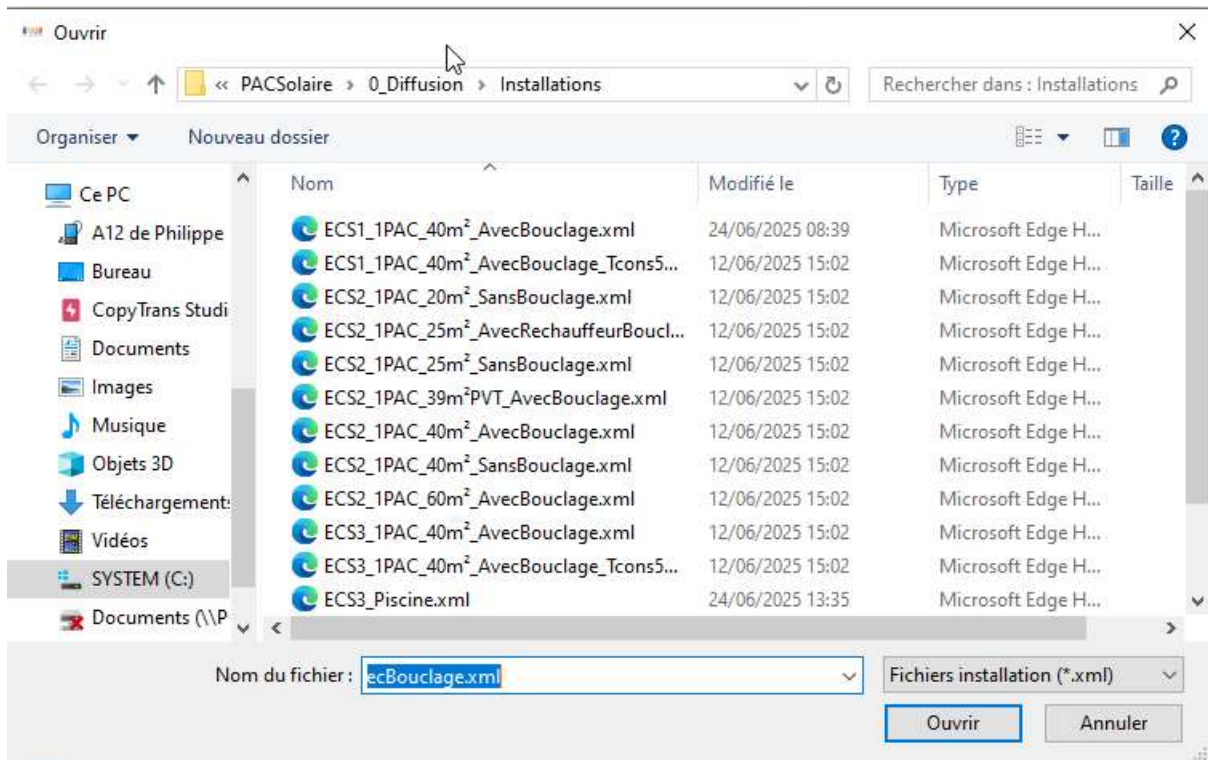 Ouvrir
« PACSolaire › 0_Diffusion › Installations
Rechercher dans : Installations
Organiser Nouveau dossier
Nom Modifié le Type Taille
ECS1_1PAC_40m²_AvecBouclage.xml 24/06/2025 08:39 Microsoft Edge H...
ECS1_1PAC_40m²_AvecBouclage_Tcons5... 12/06/2025 15:02 Microsoft Edge H...
ECS2_1PAC_20m²_SansBouclage.xml 12/06/2025 15:02 Microsoft Edge H...
ECS2_1PAC_25m²_AvecRechauffeurBoucl... 12/06/2025 15:02 Microsoft Edge H...
ECS2_1PAC_25m²_SansBouclage.xml 12/06/2025 15:02 Microsoft Edge H...
ECS2_1PAC_39m²PVT_AvecBouclage.xml 12/06/2025 15:02 Microsoft Edge H...
ECS2_1PAC_40m²_AvecBouclage.xml 12/06/2025 15:02 Microsoft Edge H...
ECS2_1PAC_40m²_SansBouclage.xml 12/06/2025 15:02 Microsoft Edge H...
ECS2_1PAC_60m²_AvecBouclage.xml 12/06/2025 15:02 Microsoft Edge H...
ECS3_1PAC_40m²_AvecBouclage.xml 12/06/2025 15:02 Microsoft Edge H...
ECS3_1PAC_40m²_AvecBouclage_Tcons5... 12/06/2025 15:02 Microsoft Edge H...
ECS3_Piscine.xml 24/06/2025 13:35 Microsoft Edge H...
Ce PC
A12 de Philippe
Bureau
CopyTrans Studi
Documents
Images
Musique
Objets 3D
Téléchargements
Vidéos
SYSTEM (C:)
Documents (\\P
Nom du fichier : ecBouclage.xml
Fichiers installation (*.xml)
Ouvrir Annuler